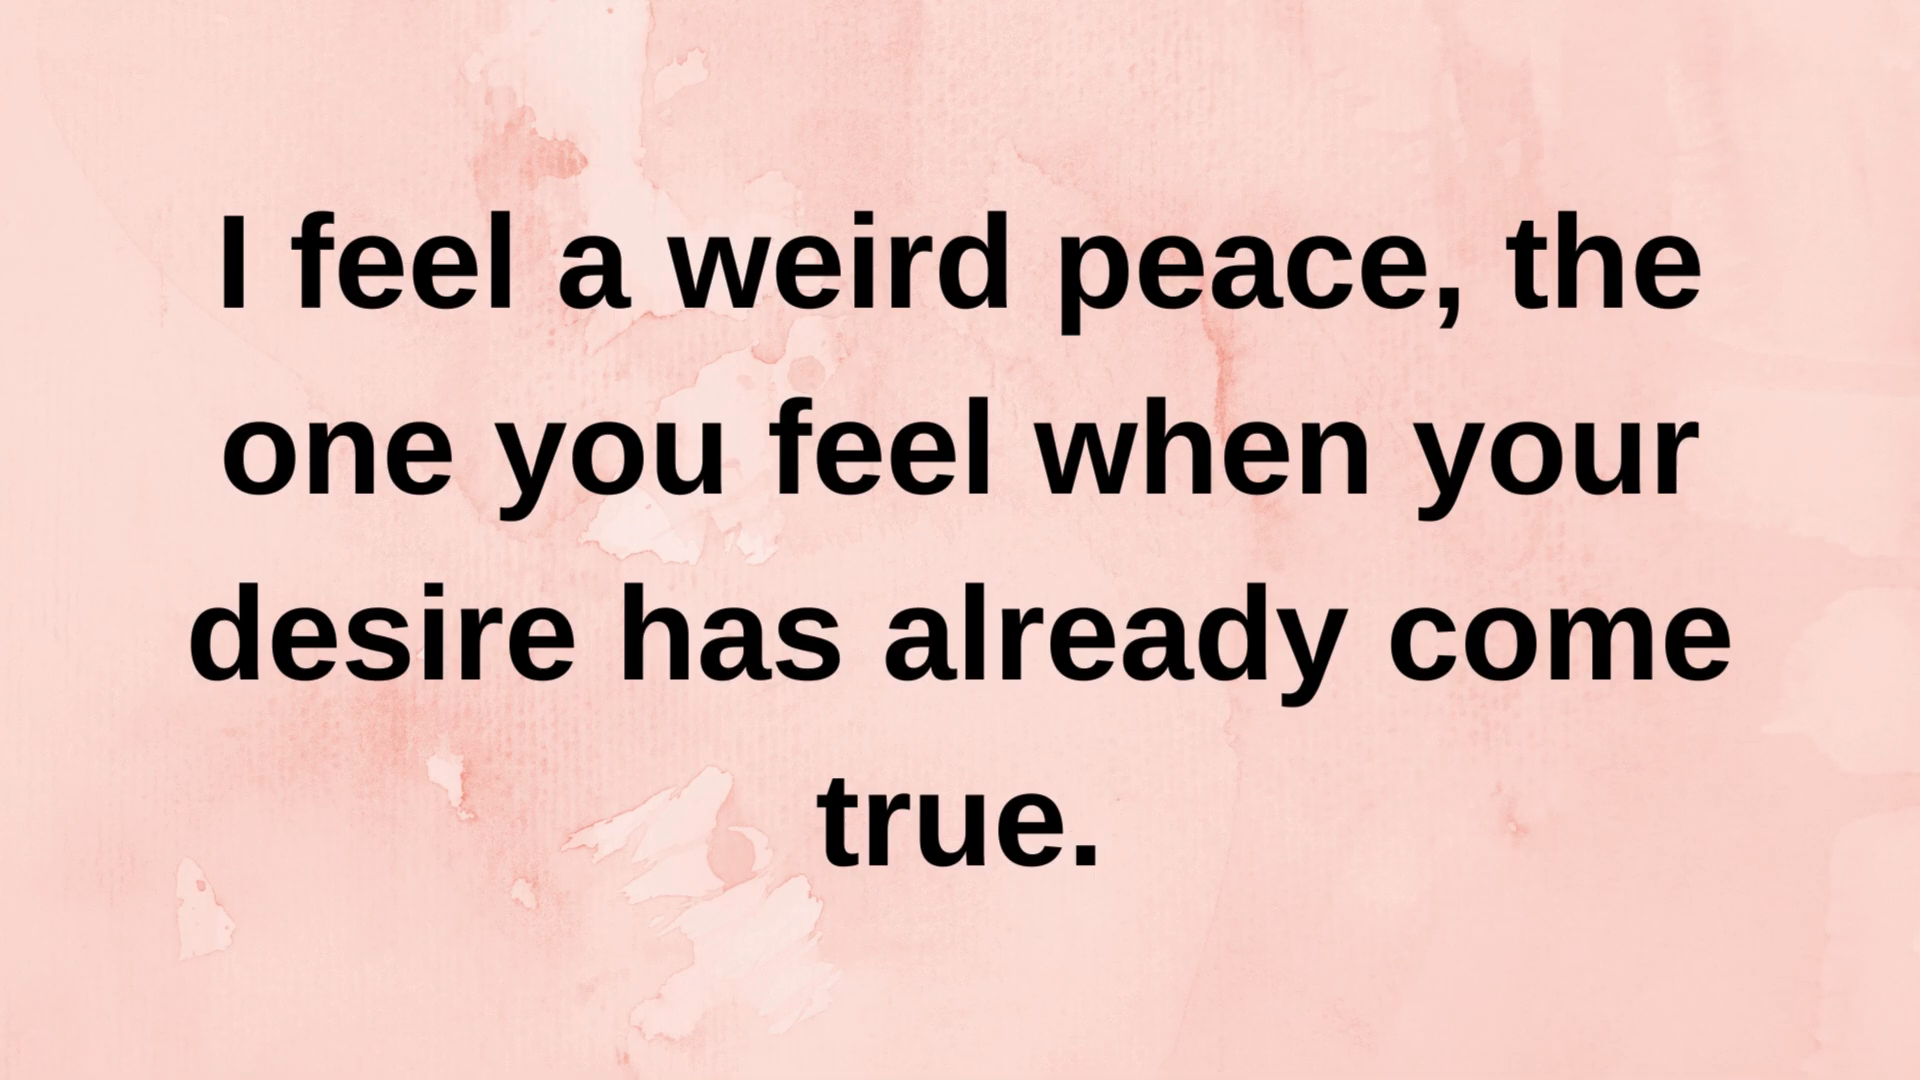 I feel a weird peace, the
one you feel when your
desire has already come
true.